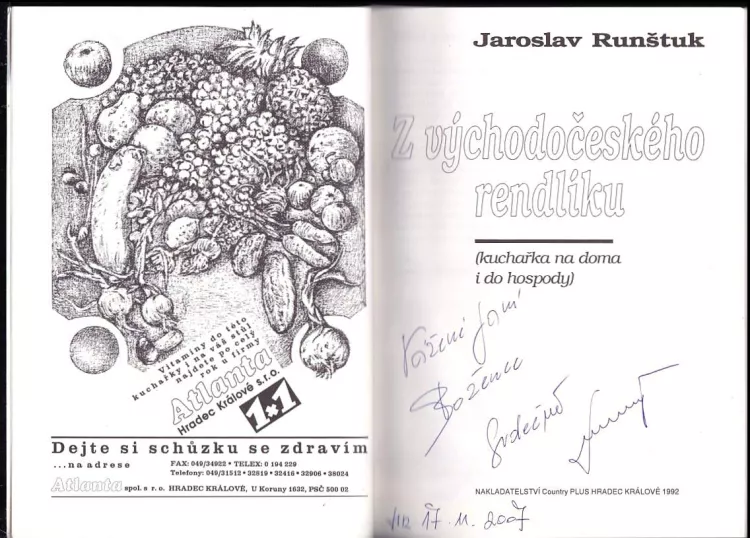 Vitamíny do této
kuchařky i na váš stůl
najdete po celý
rok u firmy
Atlanta
Hradec Králové s.r.o.
1×1
Dejte si schůzku se zdravím
...na adrese
FAX: 049/34922 • TELEX: 0 194 229
Telefony: 049/31512 • 32819 • 32416 • 32906 • 38024
Atlanta spol. s r. o. HRADEC KRÁLOVÉ, U Koruny 1632, PSČ 500 02
Jaroslav Runštuk
Z východočeského
rendlíku
(kuchařka na doma
i do hospody)
Vážení paní
Božence
Srdečně
NAKLADATELSTVÍ Country PLUS HRADEC KRÁLOVÉ 1992
17. 11. 2007